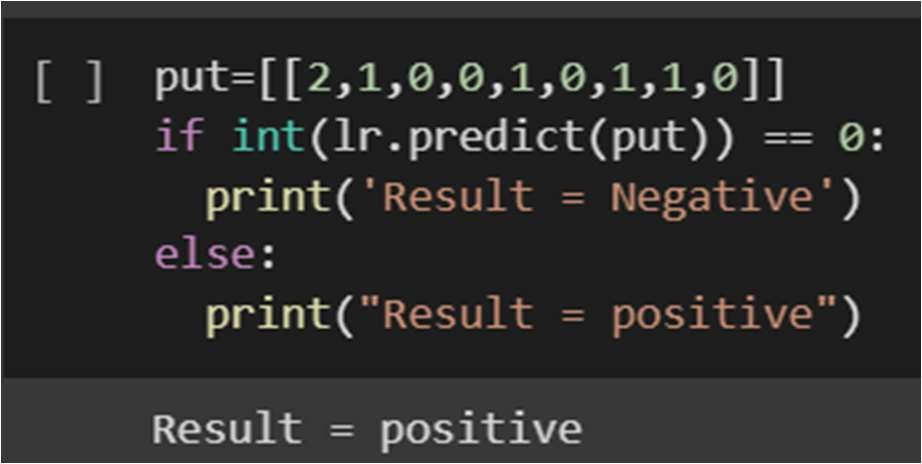 [ ] put=[[2,1,0,0,1,0,1,1,0]]
if int(lr.predict(put)) == 0:
  print('Result = Negative')
else:
  print("Result = positive")
Result = positive